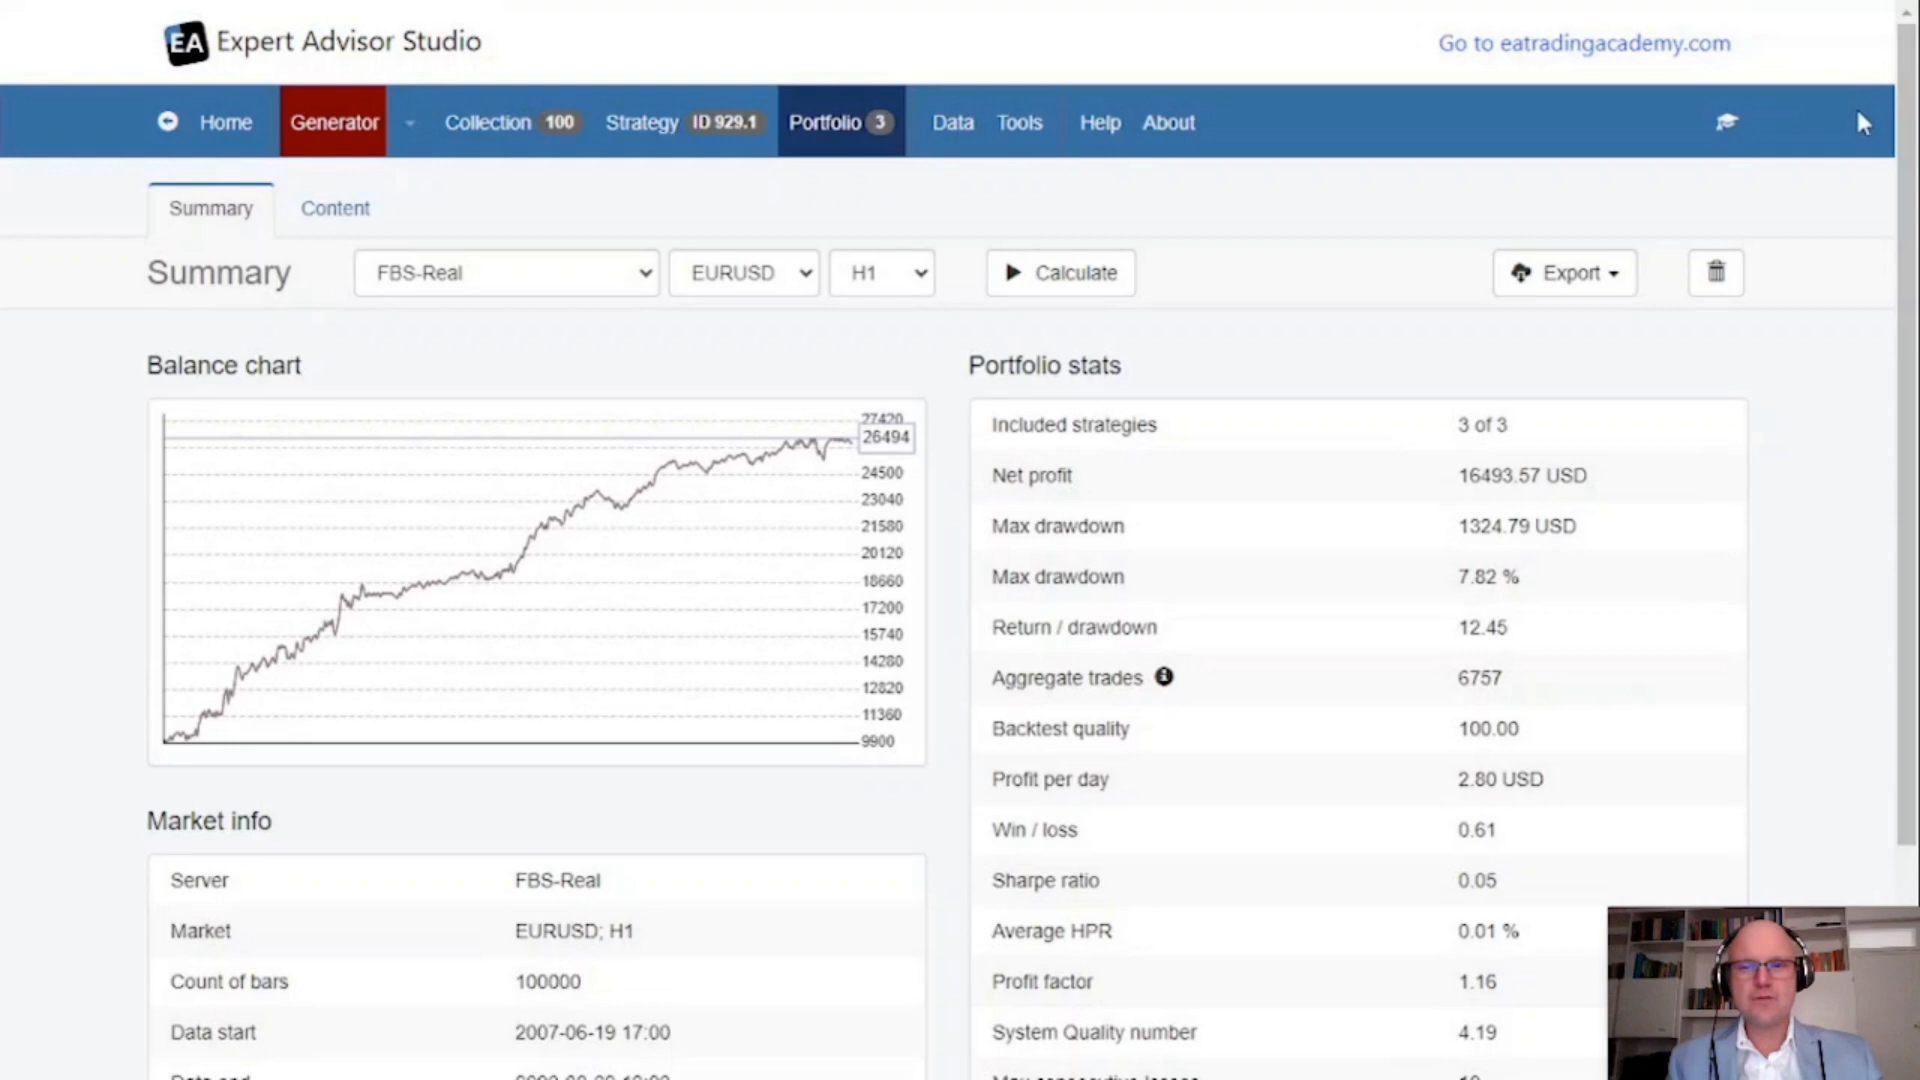 EA Expert Advisor Studio
Go to eatradingacademy.com
Home Generator Collection 100 Strategy ID 929.1 Portfolio 3 Data Tools Help About
Summary Content
Summary FBS-Real EURUSD H1 Calculate Export
Balance chart
27420
26494
24500
23040
21580
20120
18660
17200
15740
14280
12820
11360
9900
Portfolio stats
Included strategies 3 of 3
Net profit 16493.57 USD
Max drawdown 1324.79 USD
Max drawdown 7.82 %
Return / drawdown 12.45
Aggregate trades 6757
Backtest quality 100.00
Profit per day 2.80 USD
Win / loss 0.61
Sharpe ratio 0.05
Average HPR 0.01 %
Profit factor 1.16
System Quality number 4.19
Market info
Server FBS-Real
Market EURUSD; H1
Count of bars 100000
Data start 2007-06-19 17:00